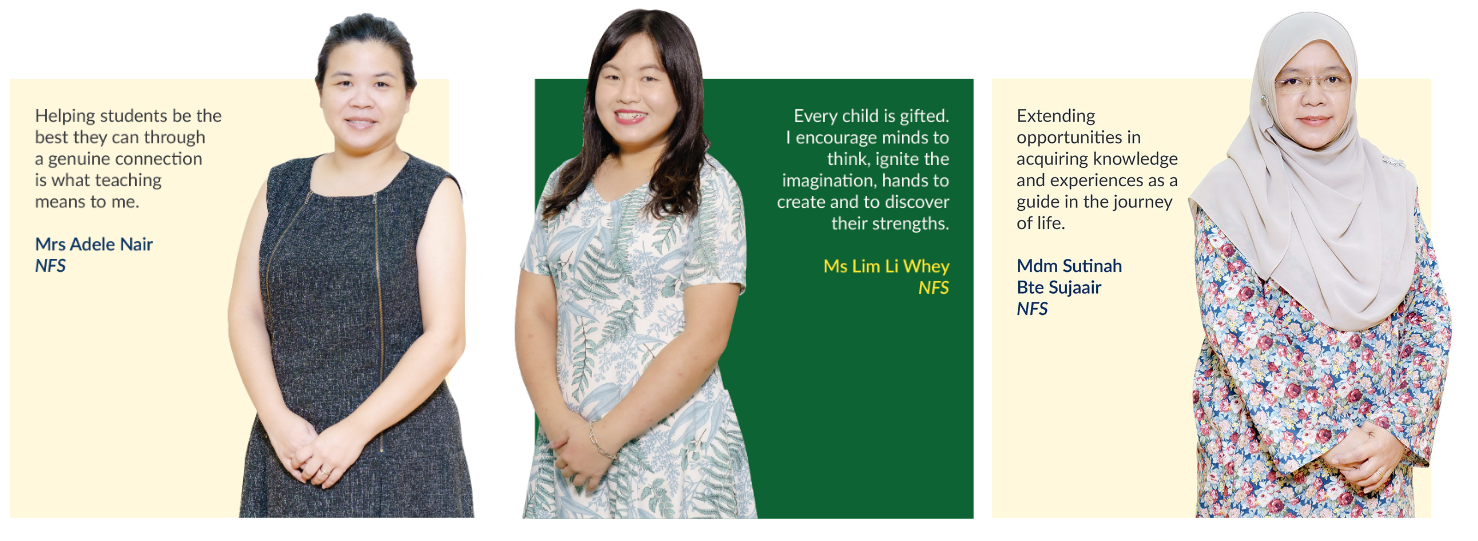 Helping students be the
best they can through
a genuine connection
is what teaching
means to me.
Mrs Adele Nair
NFS
Every child is gifted.
I encourage minds to
think, ignite the
imagination, hands to
create and to discover
their strengths.
Ms Lim Li Whey
NFS
Extending
opportunities in
acquiring knowledge
and experiences as a
guide in the journey
of life.
Mdm Sutinah
Bte Sujaair
NFS